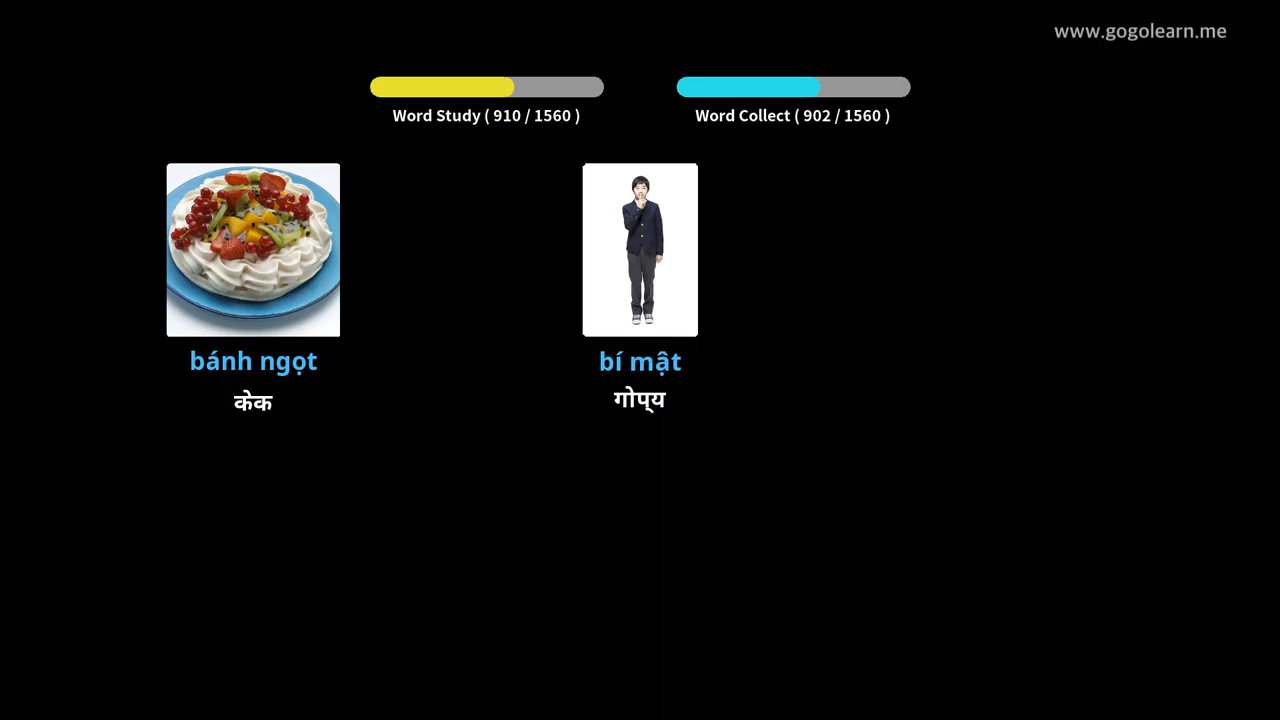 www.gogolearn.me
Word Study ( 910 / 1560 )
Word Collect ( 902 / 1560 )
bánh ngọt
bí mật
केक
गोप्‌य